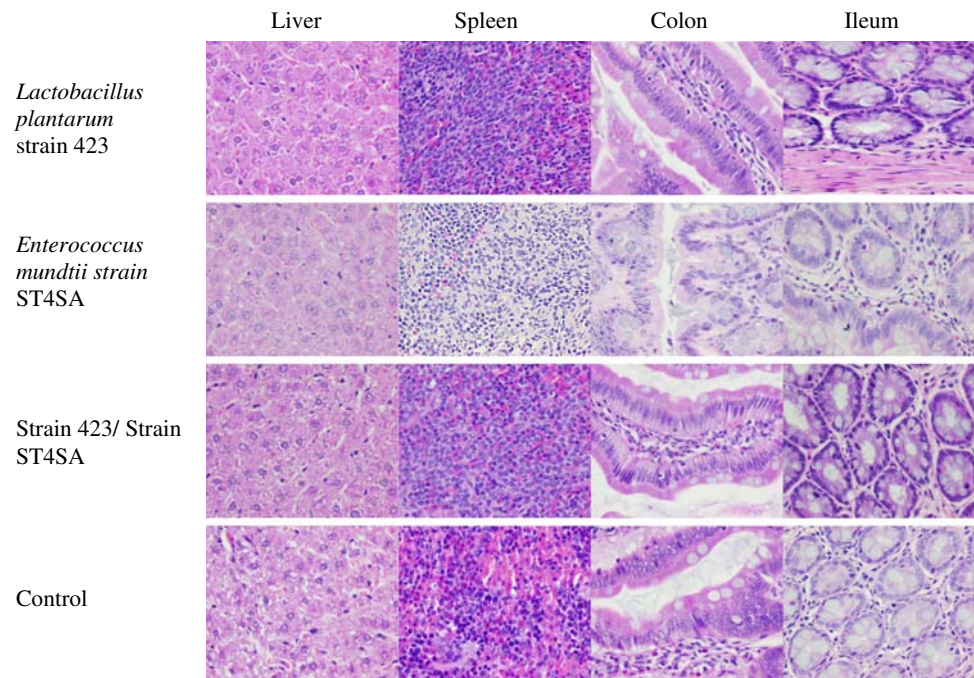 Liver Spleen Colon Ileum
Lactobacillus
plantarum
strain 423
Enterococcus
mundtii strain
ST4SA
Strain 423/ Strain
ST4SA
Control